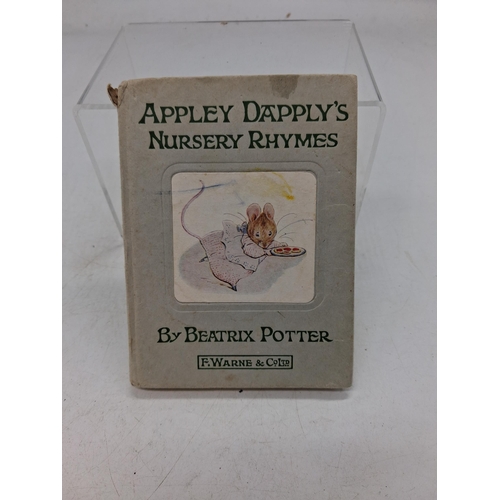 APPLEY DAPPLY'S
NURSERY RHYMES
BY BEATRIX POTTER
F. WARNE & CO LTD